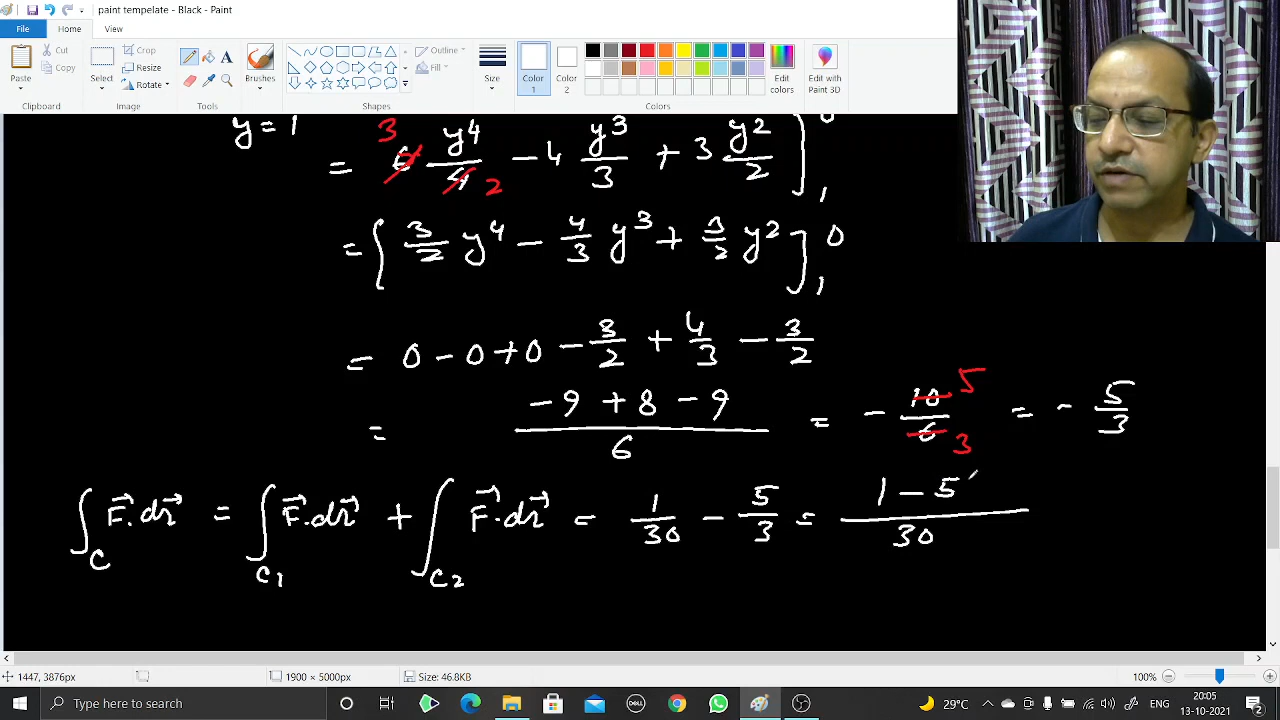 paint template - Black - Paint
File Home View
Paste Cut Copy Clipboard
Select Crop Resize Rotate Image
Tools
Brushes
Shapes Outline Fill
Size
Color 1 Color 2 Colors
Edit colors
Edit with Paint 3D
y = 1
= 3 6 y⁴/4 2 − 4 y³/3 + 3 y²/2 ]₁⁰
= [ 3/2 y⁴ − 4/3 y³ + 3/2 y² ]₁⁰
= 0 − 0 + 0 − 3/2 + 4/3 − 3/2
= (−9 + 8 − 9)/6 = − 10/6 5 3 = − 5/3
∫C F⃗.dr⃗ = ∫C1 F⃗.dr⃗ + ∫C2 F⃗.dr⃗ = 1/30 − 5/3 = (1 − 5)/30
1447, 3876px 1900 × 5000px Size: 46.8KB 100%
Type here to search DELL 29°C ENG 20:05 13-10-2021 2